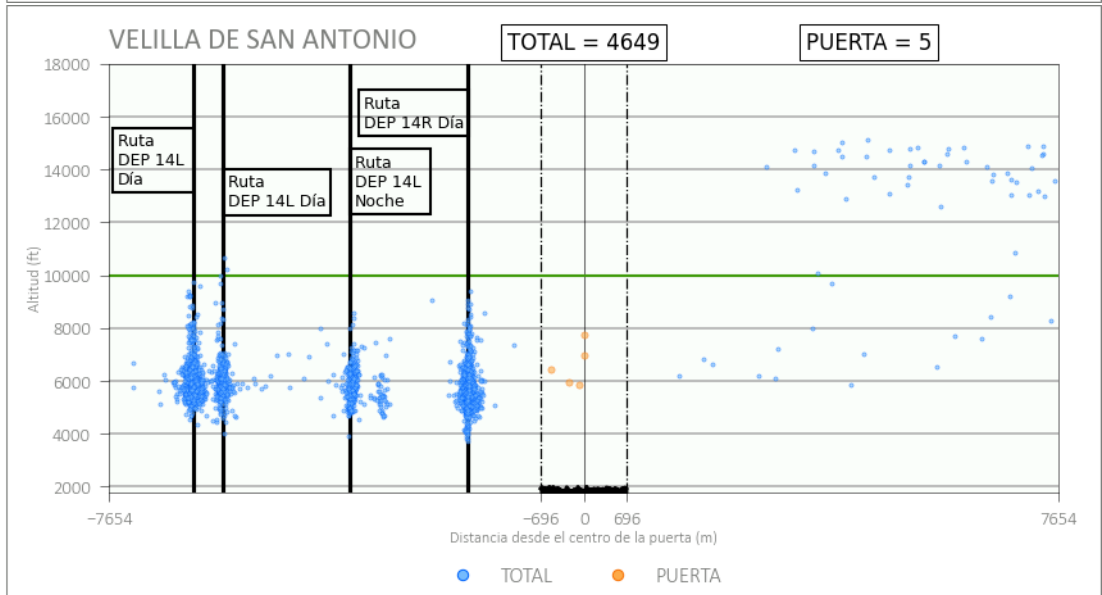 VELILLA DE SAN ANTONIO
TOTAL = 4649
PUERTA = 5
18000
16000
14000
12000
10000
8000
6000
4000
2000
Altitud (ft)
Ruta
DEP 14L
Día
Ruta
DEP 14L Día
Ruta
DEP 14R Día
Ruta
DEP 14L
Noche
−7654
−696
0
696
7654
Distancia desde el centro de la puerta (m)
TOTAL
PUERTA